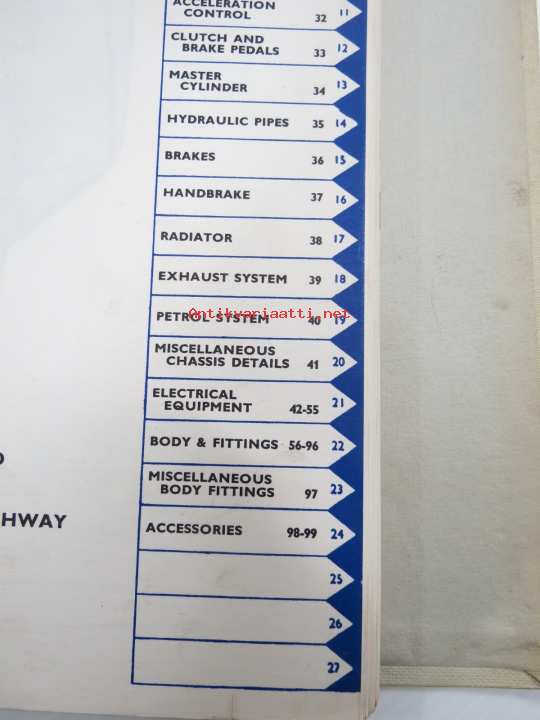 ACCELERATION
CONTROL 32 11
CLUTCH AND
BRAKE PEDALS 33 12
MASTER
CYLINDER 34 13
HYDRAULIC PIPES 35 14
BRAKES 36 15
HANDBRAKE 37 16
RADIATOR 38 17
EXHAUST SYSTEM 39 18
Antikvariaatti.net
PETROL SYSTEM 40 19
MISCELLANEOUS
CHASSIS DETAILS 41 20
ELECTRICAL
EQUIPMENT 42-55 21
BODY & FITTINGS 56-96 22
MISCELLANEOUS
BODY FITTINGS 97 23
HWAY
ACCESSORIES 98-99 24
25
26
27